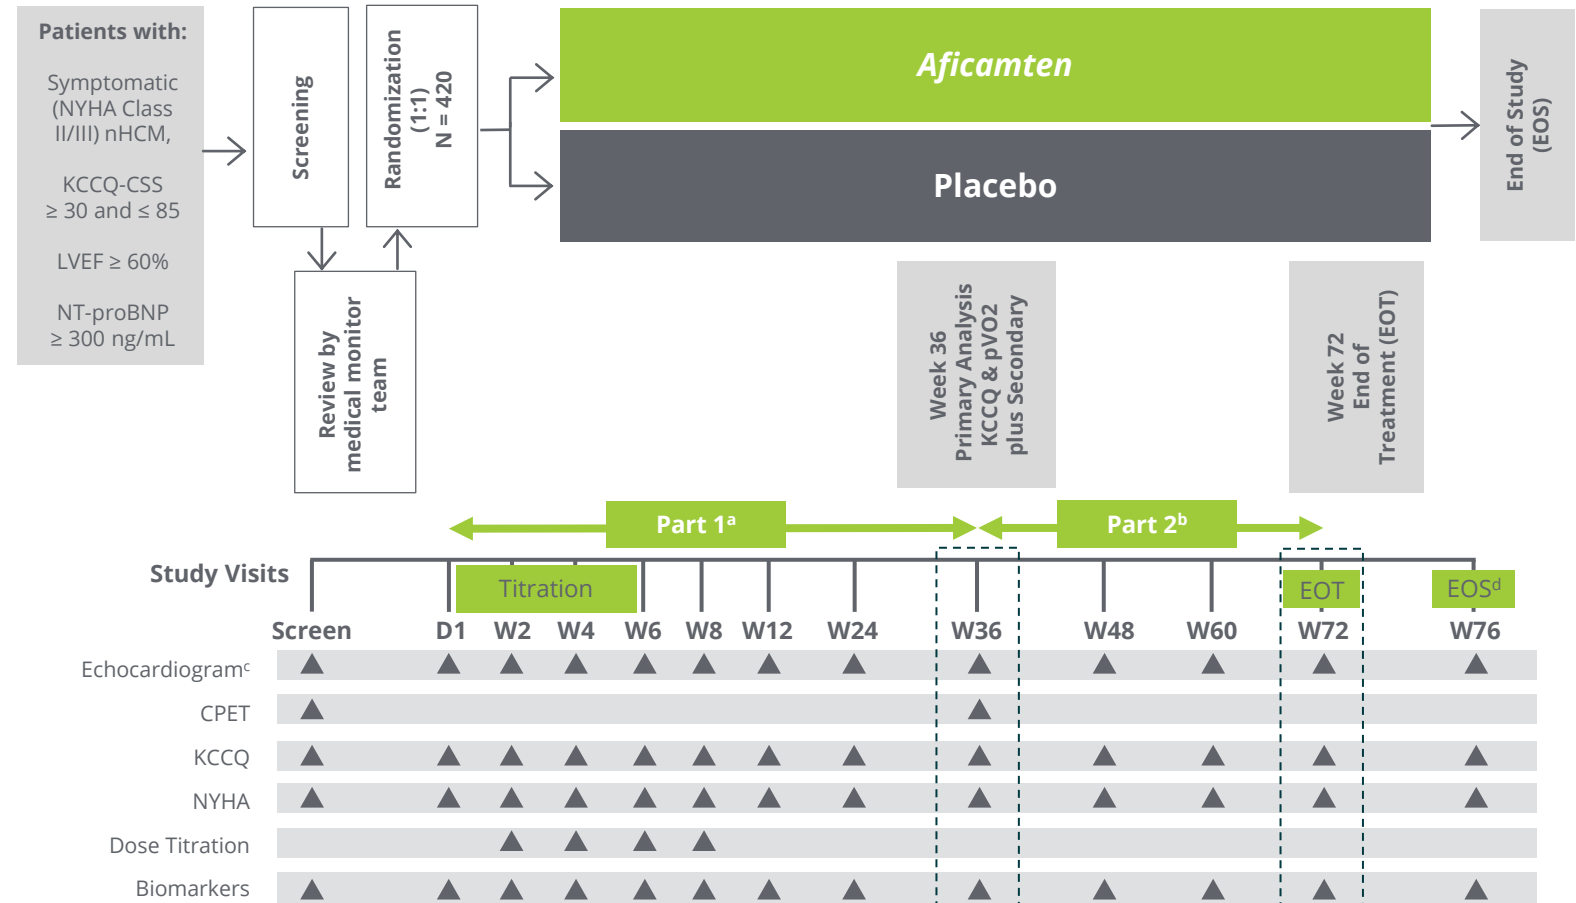 Patients with:
Symptomatic
(NYHA Class
II/III) nHCM,
KCCQ-CSS
≥ 30 and ≤ 85
LVEF ≥ 60%
NT-proBNP
≥ 300 ng/mL
Screening
Review by
medical monitor
team
Randomization
(1:1)
N = 420
Aficamten
Placebo
End of Study
(EOS)
Week 36
Primary Analysis
KCCQ & pVO2
plus Secondary
Week 72
End of
Treatment (EOT)
Part 1ᵃ
Part 2ᵇ
Study Visits
Titration
EOT
EOSᵈ
Screen D1 W2 W4 W6 W8 W12 W24 W36 W48 W60 W72 W76
Echocardiogramᶜ
CPET
KCCQ
NYHA
Dose Titration
Biomarkers